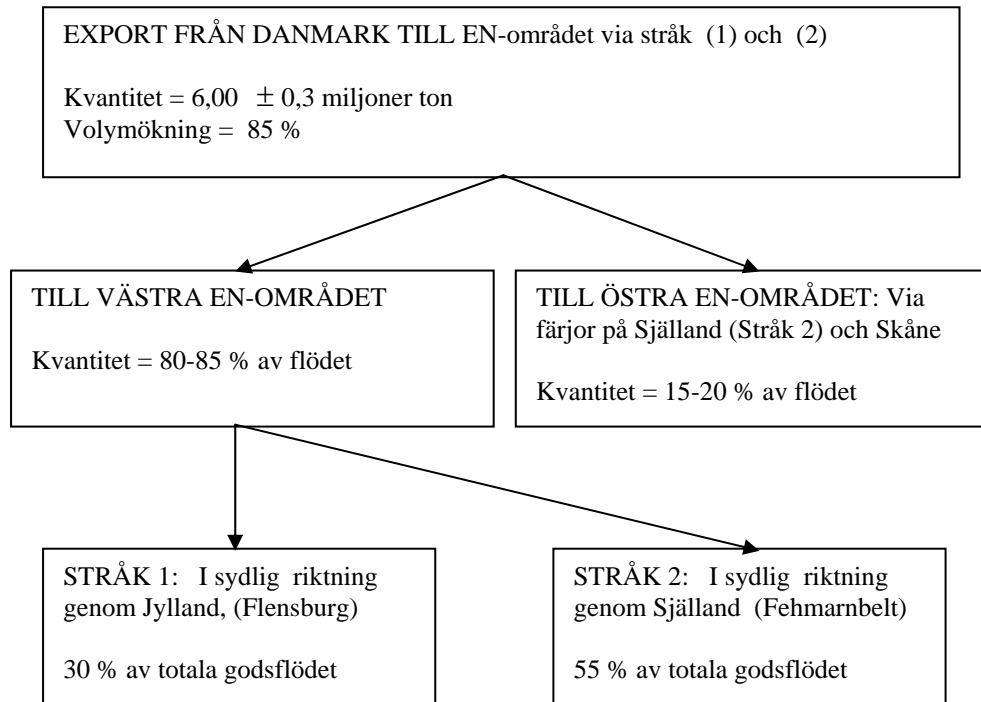 EXPORT FRÅN DANMARK TILL EN-området via stråk (1) och (2)
Kvantitet = 6,00 ± 0,3 miljoner ton
Volymökning = 85 %
TILL VÄSTRA EN-OMRÅDET
Kvantitet = 80-85 % av flödet
TILL ÖSTRA EN-OMRÅDET: Via
färjor på Själland (Stråk 2) och Skåne
Kvantitet = 15-20 % av flödet
STRÅK 1: I sydlig riktning
genom Jylland, (Flensburg)
30 % av totala godsflödet
STRÅK 2: I sydlig riktning
genom Själland (Fehmarnbelt)
55 % av totala godsflödet